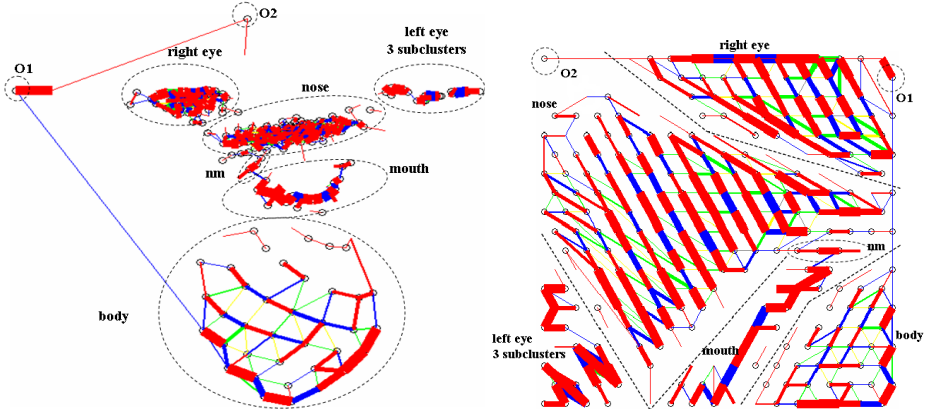 O2
O1
right eye
left eye
3 subclusters
nose
nm
mouth
body
right eye
O2
O1
nose
nm
left eye
3 subclusters
mouth
body